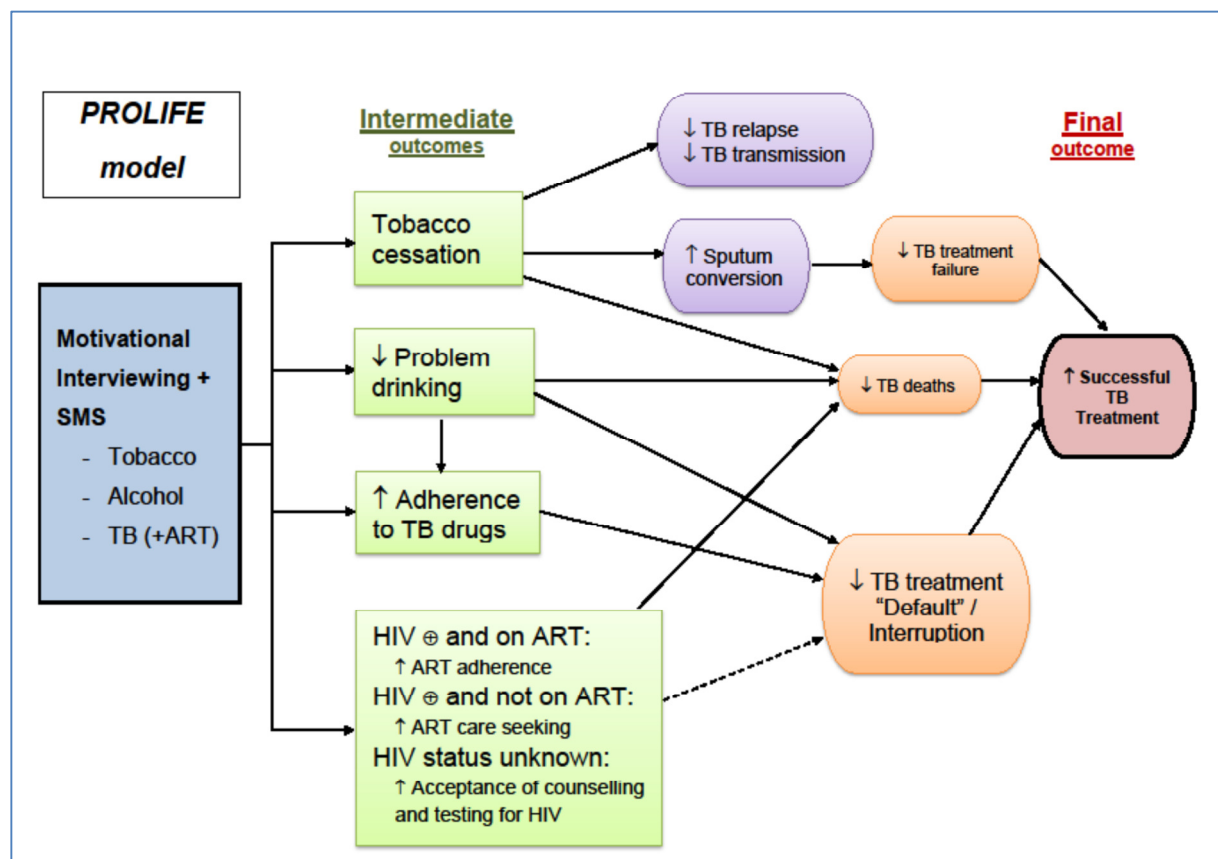 PROLIFE
model
Intermediate
outcomes
↓ TB relapse
↓ TB transmission
Final
outcome
Tobacco
cessation
↑ Sputum
conversion
↓ TB treatment
failure
Motivational
Interviewing +
SMS
- Tobacco
- Alcohol
- TB (+ART)
↓ Problem
drinking
↓ TB deaths
↑ Successful
TB
Treatment
↑ Adherence
to TB drugs
↓ TB treatment
“Default” /
Interruption
HIV ⊕ and on ART:
↑ ART adherence
HIV ⊕ and not on ART:
↑ ART care seeking
HIV status unknown:
↑ Acceptance of counselling
and testing for HIV